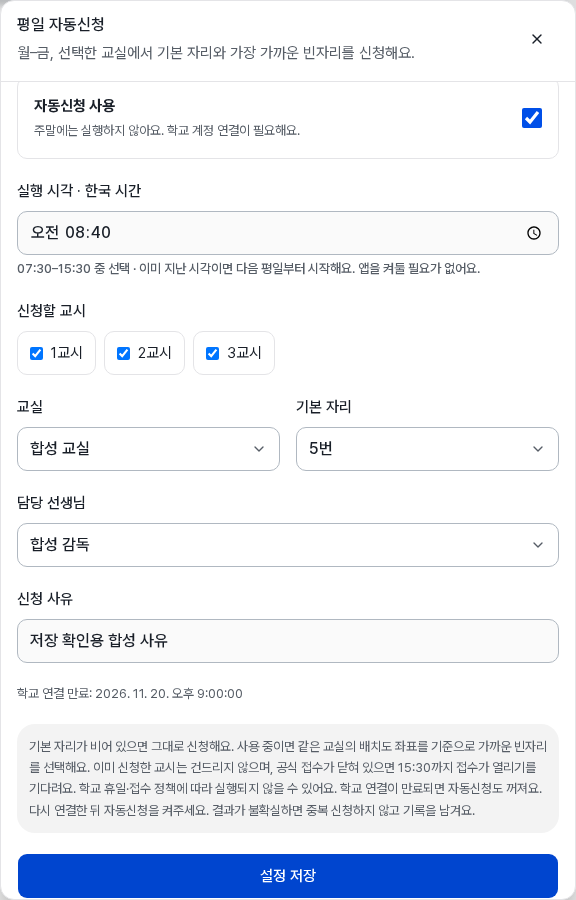 평일 자동신청
월–금, 선택한 교실에서 기본 자리와 가장 가까운 빈자리를 신청해요.
자동신청 사용
주말에는 실행하지 않아요. 학교 계정 연결이 필요해요.
실행 시각 · 한국 시간
오전 08:40
07:30–15:30 중 선택 · 이미 지난 시각이면 다음 평일부터 시작해요. 앱을 켜둘 필요가 없어요.
신청할 교시
1교시 2교시 3교시
교실 기본 자리
합성 교실 5번
담당 선생님
합성 감독
신청 사유
저장 확인용 합성 사유
학교 연결 만료: 2026. 11. 20. 오후 9:00:00
기본 자리가 비어 있으면 그대로 신청해요. 사용 중이면 같은 교실의 배치도 좌표를 기준으로 가까운 빈자리
를 선택해요. 이미 신청한 교시는 건드리지 않으며, 공식 접수가 닫혀 있으면 15:30까지 접수가 열리기를
기다려요. 학교 휴일·접수 정책에 따라 실행되지 않을 수 있어요. 학교 연결이 만료되면 자동신청도 꺼져요.
다시 연결한 뒤 자동신청을 켜주세요. 결과가 불확실하면 중복 신청하지 않고 기록을 남겨요.
설정 저장